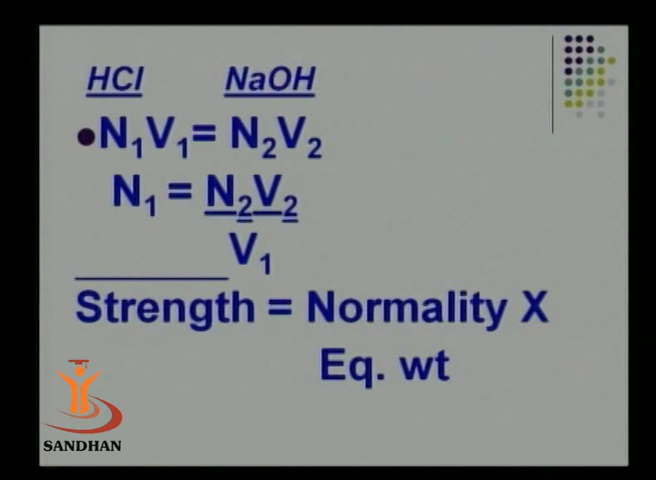 HCl NaOH
●N₁V₁= N₂V₂
N₁ = N₂V₂
V₁
Strength = Normality X
Eq. wt
SANDHAN